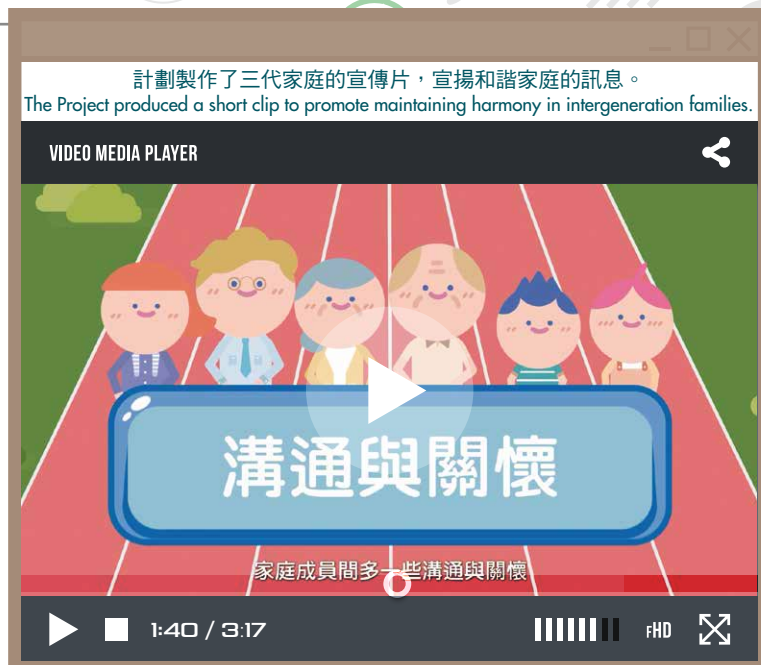 計劃製作了三代家庭的宣傳片，宣揚和諧家庭的訊息。
The Project produced a short clip to promote maintaining harmony in intergeneration families.
VIDEO MEDIA PLAYER
溝通與關懷
家庭成員間多一些溝通與關懷
1:40 / 3:17
FHD